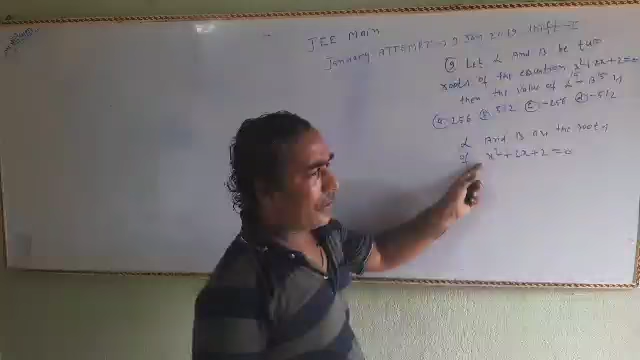 JEE Main
January ATTEMPT → 9 Jan 2019 Shift-I
Q Let α And B be two
roots of the equation x²+2x+2=0
then the value of α¹⁵ - B¹⁵ is
ⓐ 256 ⓑ 512 ⓒ -256 ⓓ -512
α And B are the roots
of x²+2x+2=0